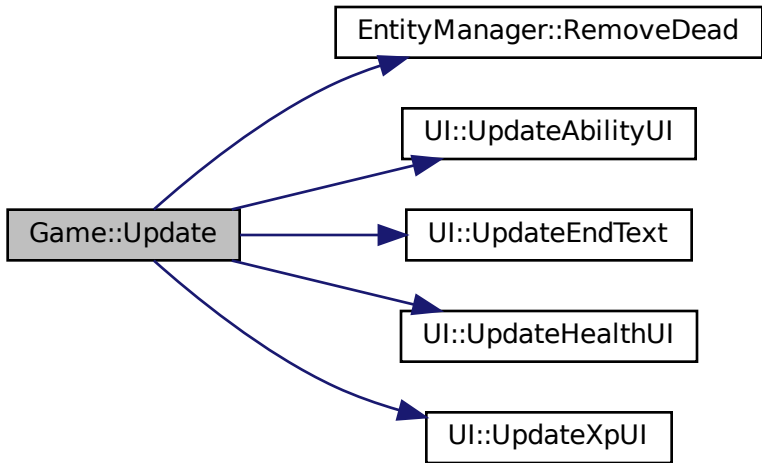 EntityManager::RemoveDead
UI::UpdateAbilityUI
Game::Update
UI::UpdateEndText
UI::UpdateHealthUI
UI::UpdateXpUI